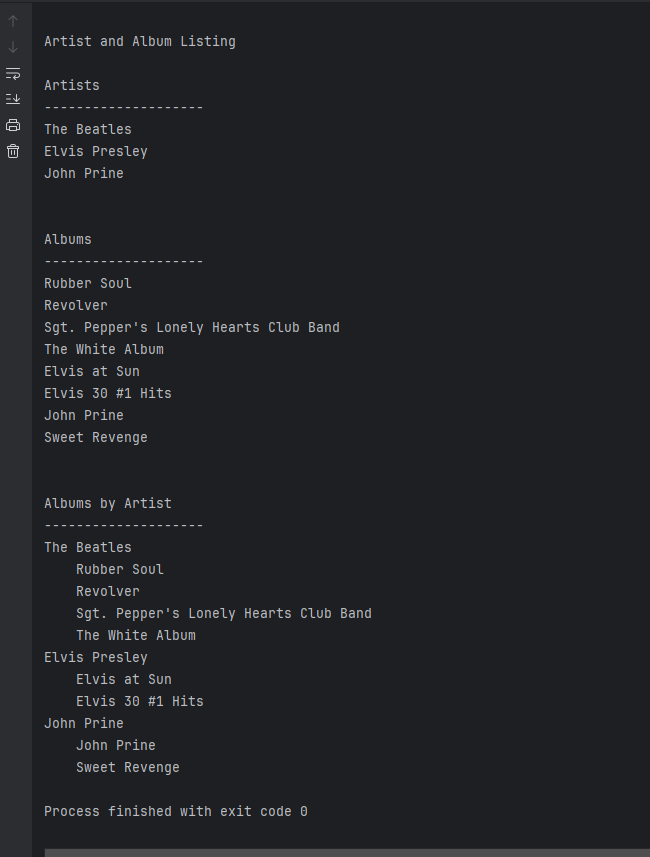 Artist and Album Listing
Artists
--------------------
The Beatles
Elvis Presley
John Prine
Albums
--------------------
Rubber Soul
Revolver
Sgt. Pepper's Lonely Hearts Club Band
The White Album
Elvis at Sun
Elvis 30 #1 Hits
John Prine
Sweet Revenge
Albums by Artist
--------------------
The Beatles
    Rubber Soul
    Revolver
    Sgt. Pepper's Lonely Hearts Club Band
    The White Album
Elvis Presley
    Elvis at Sun
    Elvis 30 #1 Hits
John Prine
    John Prine
    Sweet Revenge
Process finished with exit code 0